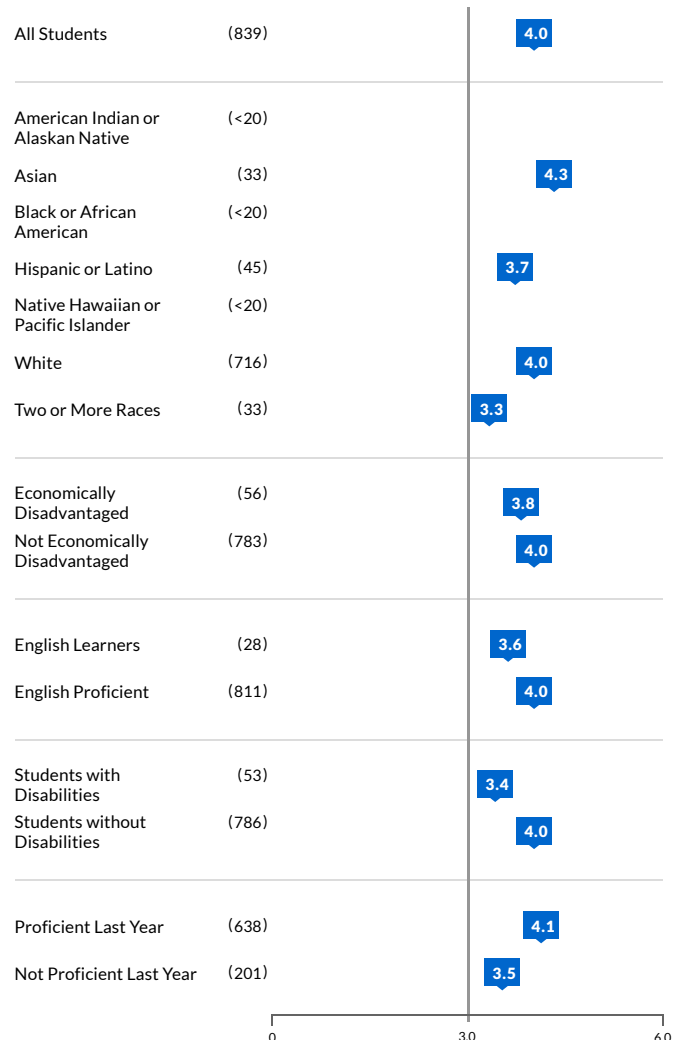 All Students (839) 4.0
American Indian or (<20)
Alaskan Native
Asian (33) 4.3
Black or African (<20)
American
Hispanic or Latino (45) 3.7
Native Hawaiian or (<20)
Pacific Islander
White (716) 4.0
Two or More Races (33) 3.3
Economically (56) 3.8
Disadvantaged
Not Economically (783) 4.0
Disadvantaged
English Learners (28) 3.6
English Proficient (811) 4.0
Students with (53) 3.4
Disabilities
Students without (786) 4.0
Disabilities
Proficient Last Year (638) 4.1
Not Proficient Last Year (201) 3.5
0 3.0 6.0